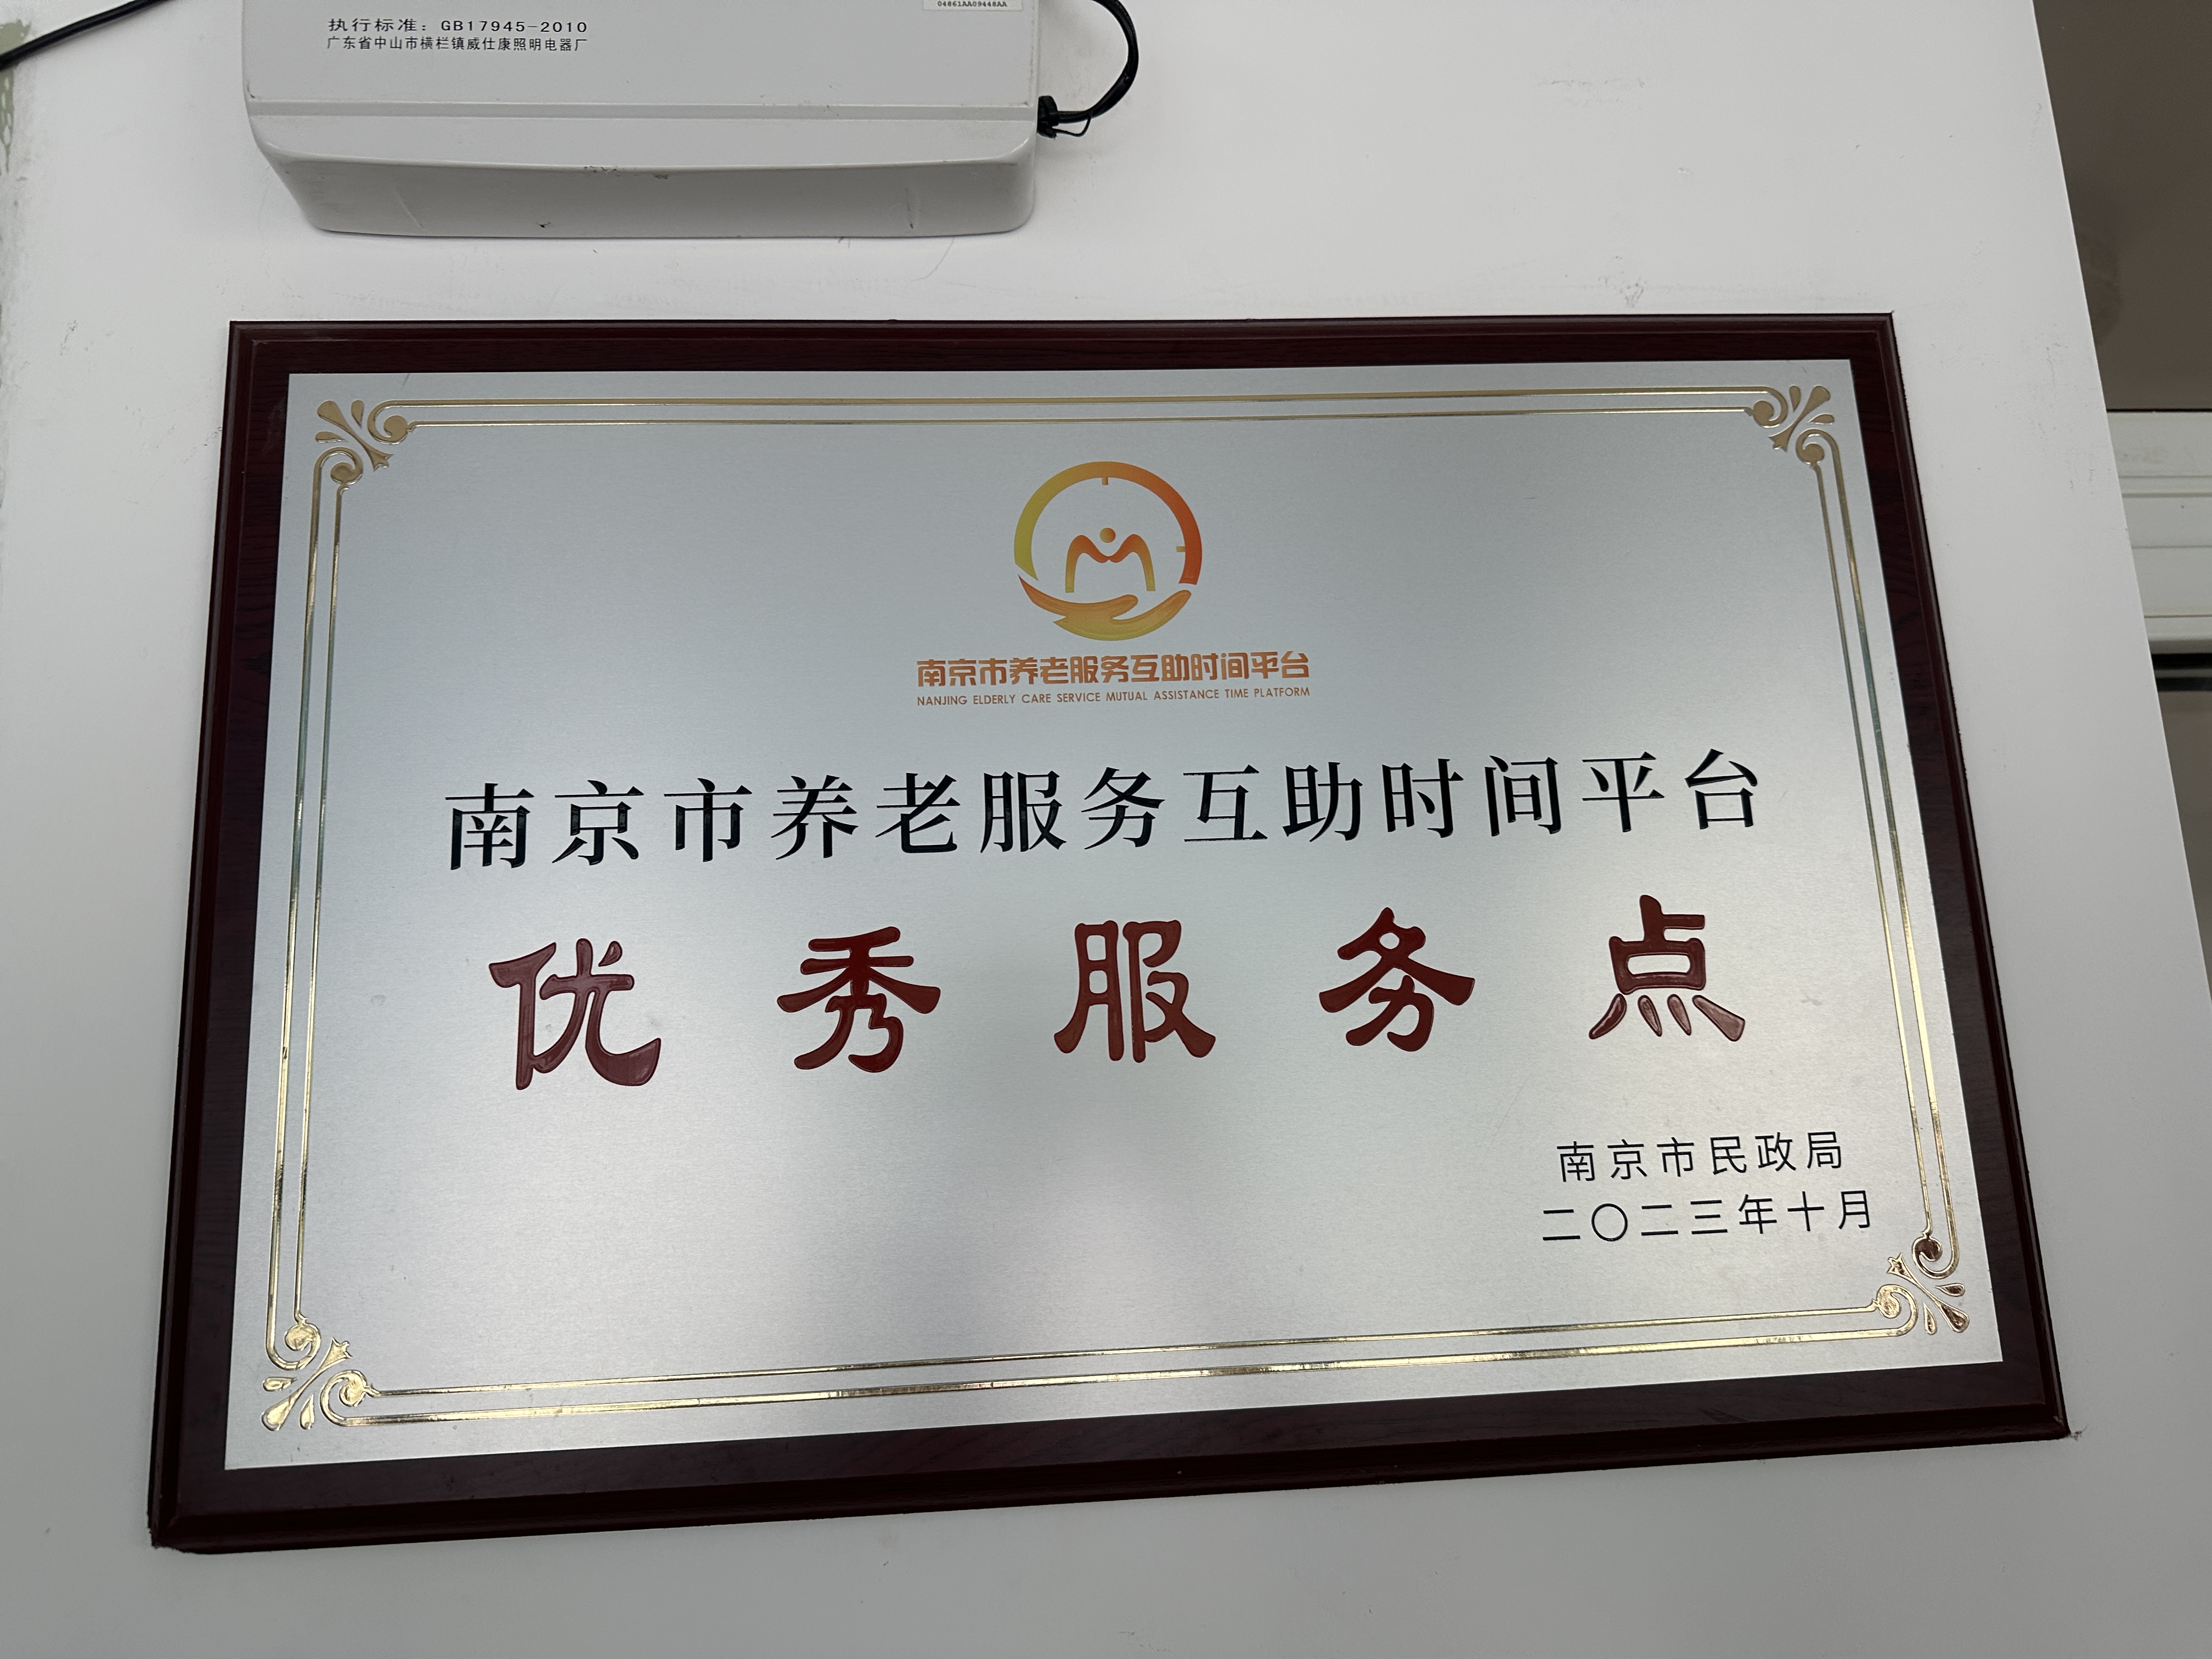 04861AA09448AA
执行标准：GB17945-2010
广东省中山市横栏镇威仕康照明电器厂
南京市养老服务互助时间平台
NANJING ELDERLY CARE SERVICE MUTUAL ASSISTANCE TIME PLATFORM
南京市养老服务互助时间平台
优秀服务点
南京市民政局
二〇二三年十月